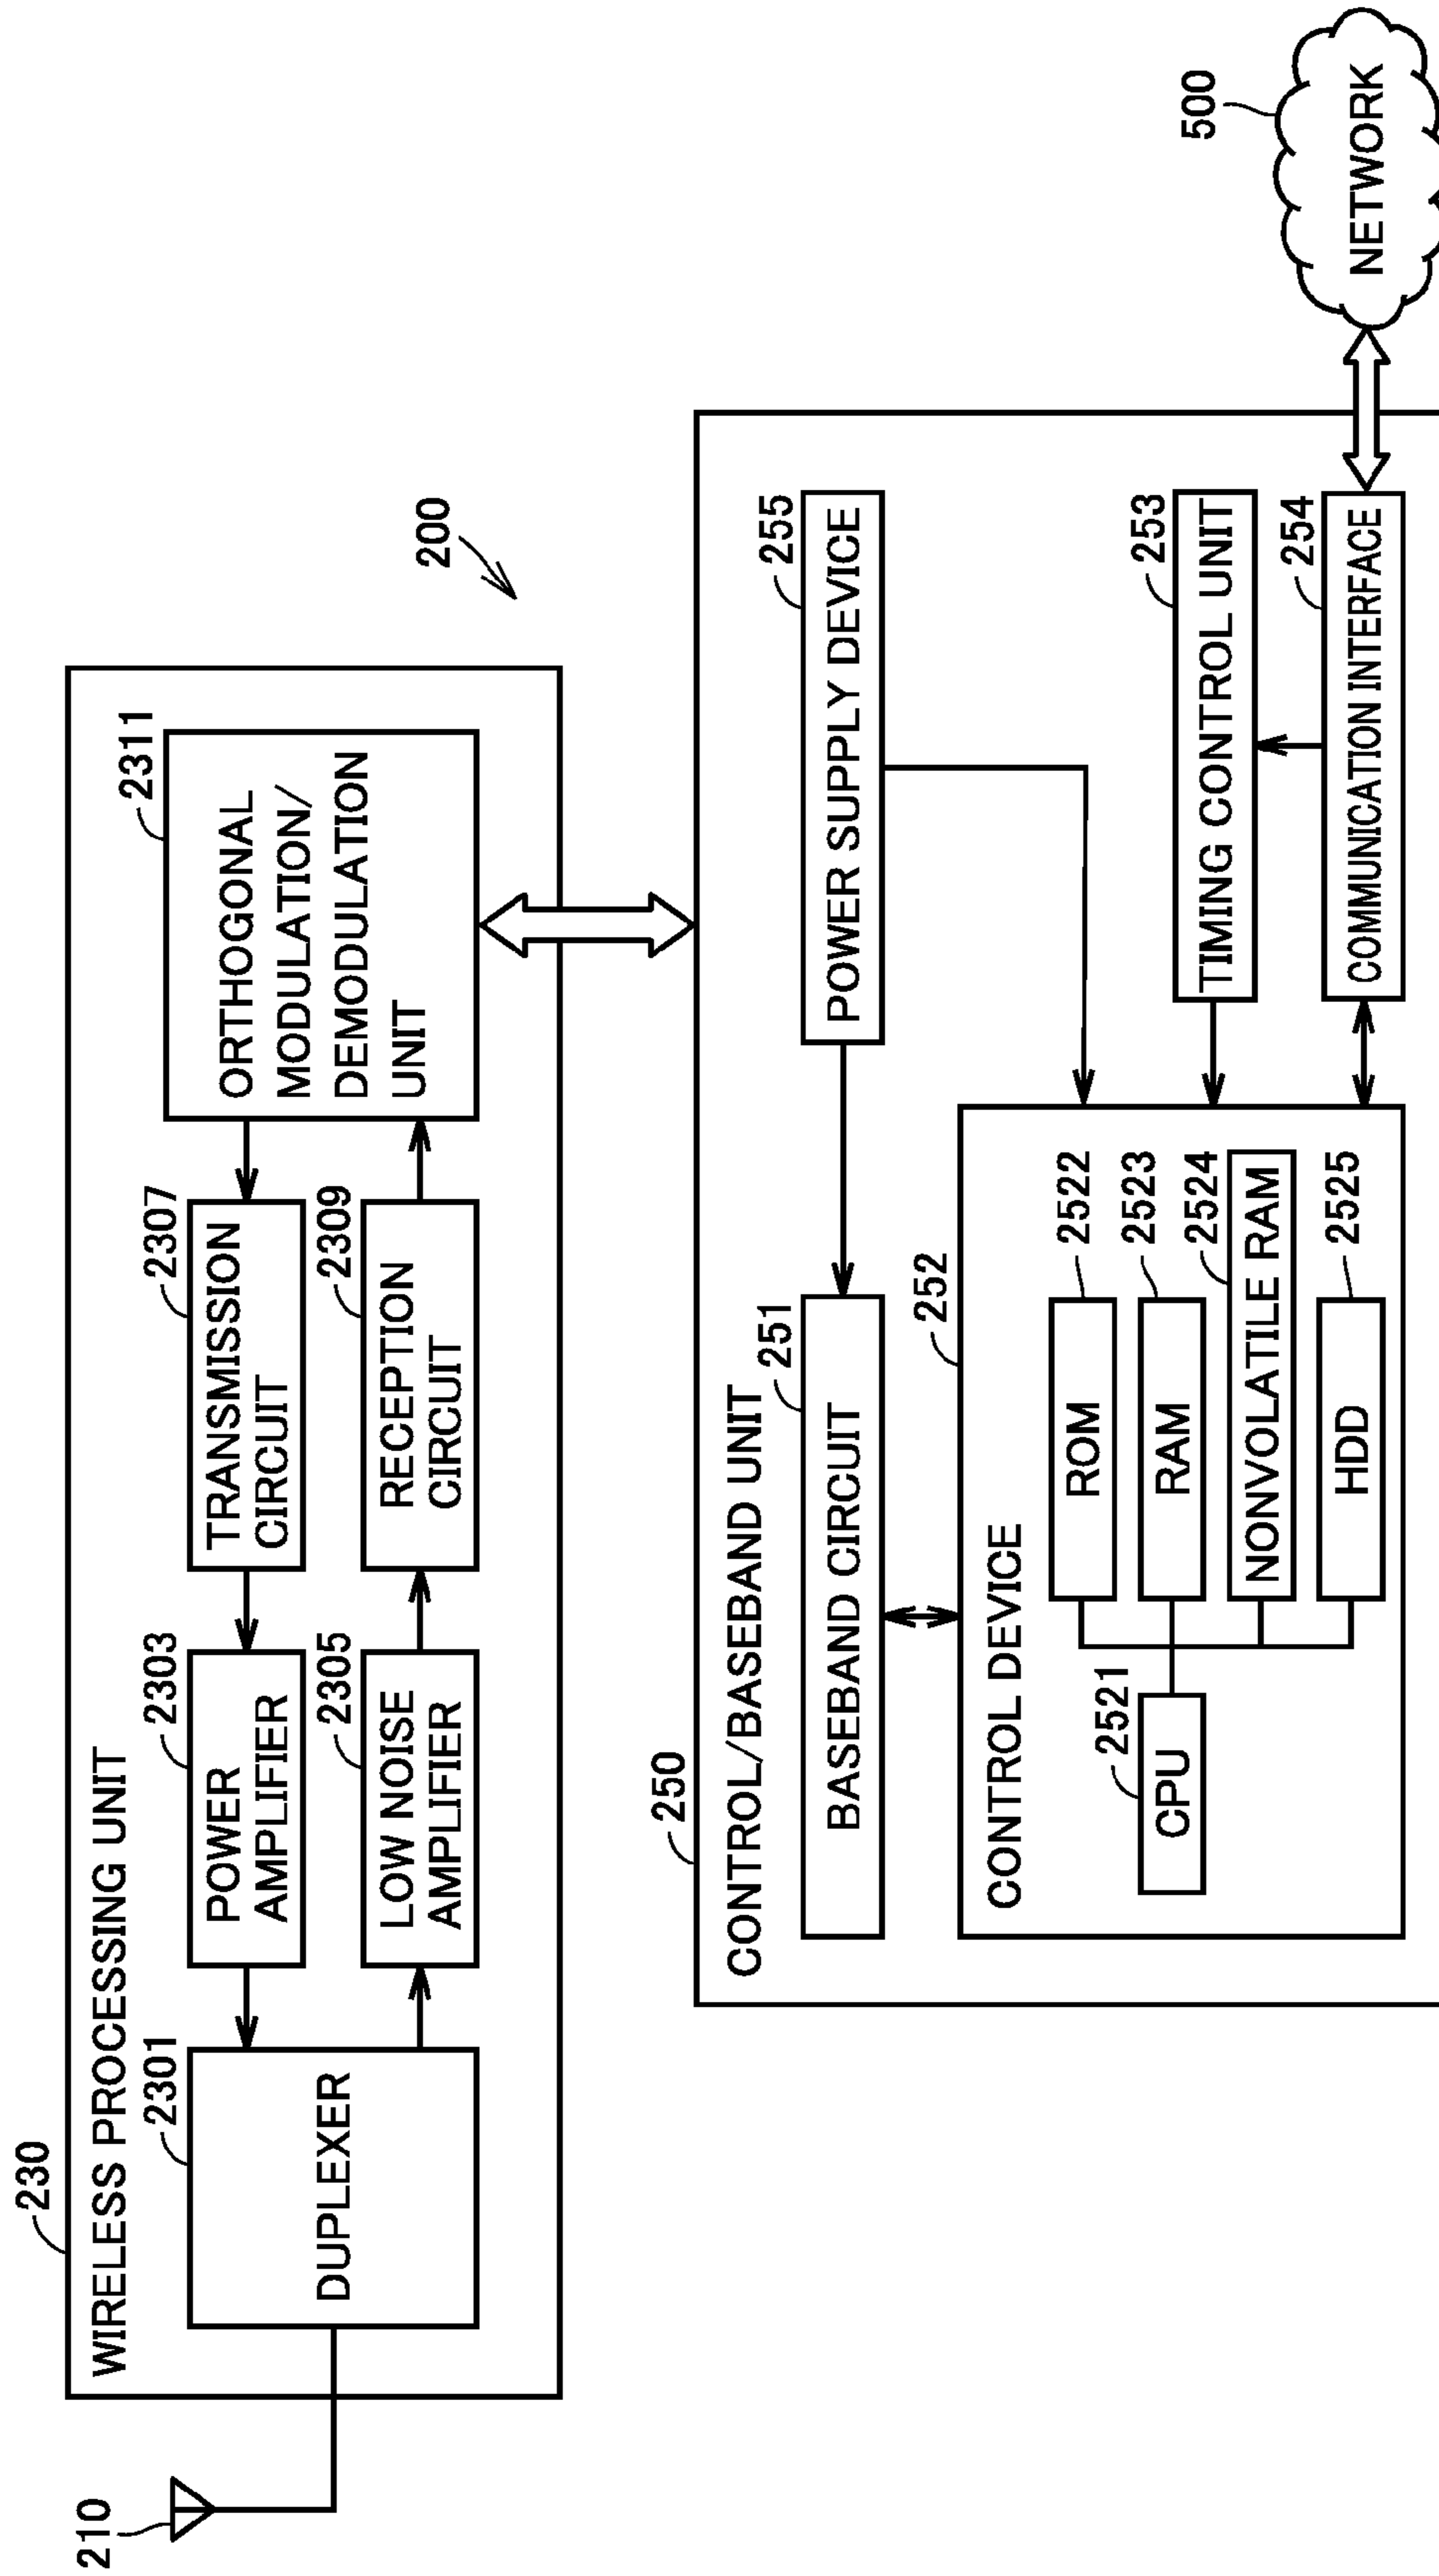 230
210
WIRELESS PROCESSING UNIT
2301
DUPLEXER
2303
POWER
AMPLIFIER
2305
LOW NOISE
AMPLIFIER
2307
TRANSMISSION
CIRCUIT
2309
RECEPTION
CIRCUIT
2311
ORTHOGONAL
MODULATION/
DEMODULATION
UNIT
200
250
CONTROL/BASEBAND UNIT
251
BASEBAND CIRCUIT
255
POWER SUPPLY DEVICE
252
CONTROL DEVICE
2521
CPU
2522
ROM
2523
RAM
2524
NONVOLATILE RAM
2525
HDD
253
TIMING CONTROL UNIT
254
COMMUNICATION INTERFACE
500
NETWORK